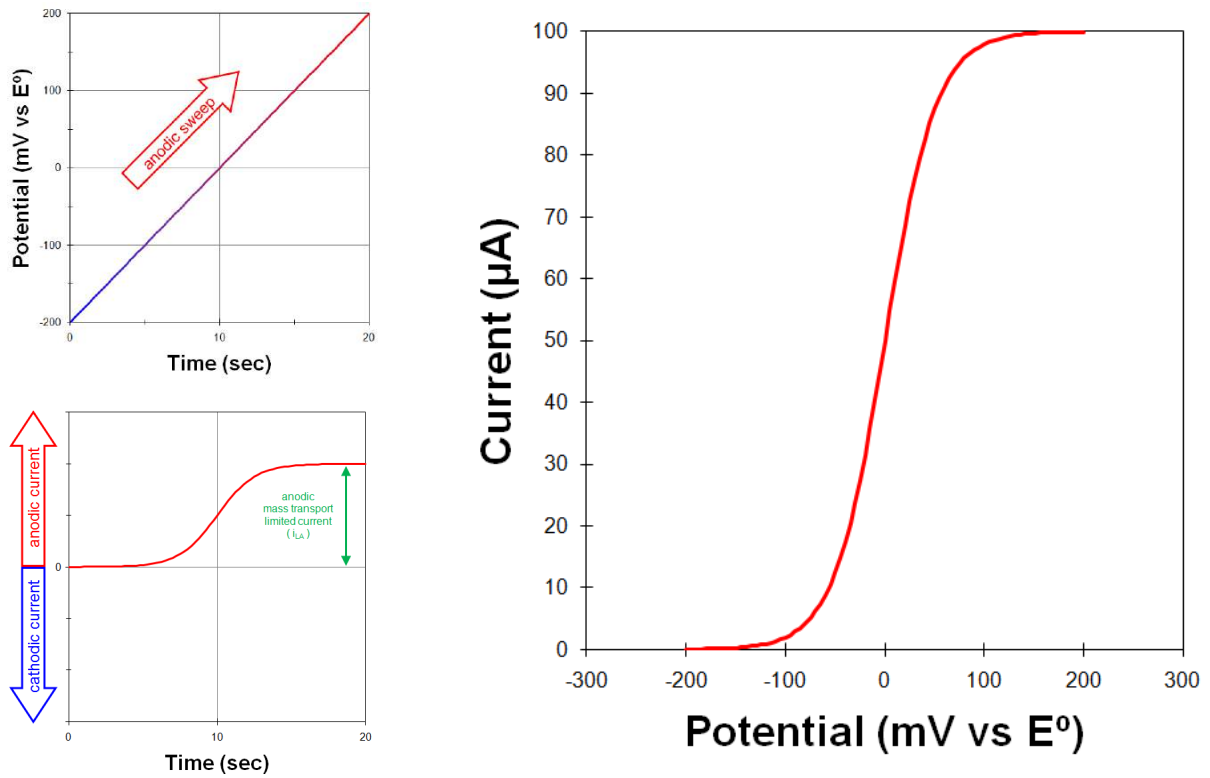 200
100
0
-100
-200
Potential (mV vs Eº)
anodic sweep
0
10
20
Time (sec)
anodic current
cathodic current
0
anodic
mass transport
limited current
( iLA )
0
10
20
Time (sec)
100
90
80
70
60
50
40
30
20
10
0
Current (µA)
-300
-200
-100
0
100
200
300
Potential (mV vs Eº)